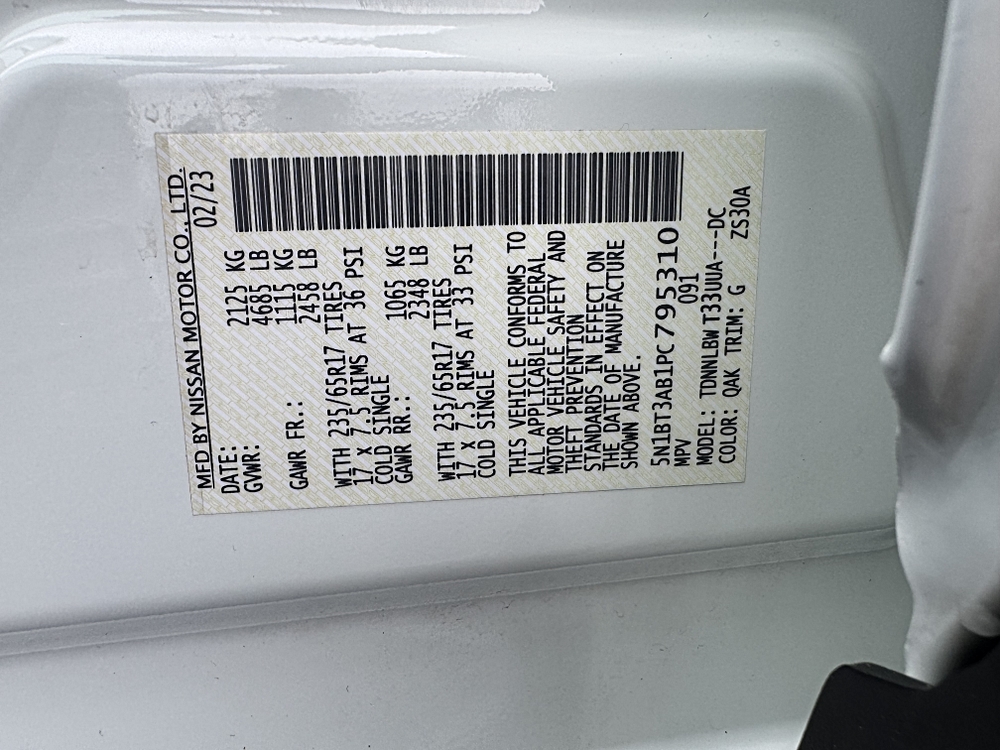 MFD BY NISSAN MOTOR CO., LTD.
DATE: 02/23
GVWR: 2125 KG
4685 LB
GAWR FR.: 1115 KG
2458 LB
WITH 235/65R17 TIRES
17 X 7.5 RIMS AT 36 PSI
COLD SINGLE
GAWR RR.: 1065 KG
2348 LB
WITH 235/65R17 TIRES
17 X 7.5 RIMS AT 33 PSI
COLD SINGLE
THIS VEHICLE CONFORMS TO
ALL APPLICABLE FEDERAL
MOTOR VEHICLE SAFETY AND
THEFT PREVENTION
STANDARDS IN EFFECT ON
THE DATE OF MANUFACTURE
SHOWN ABOVE.
5N1BT3AB1PC795310
MPV 091
MODEL: TDNNLBW T33UUA---DC
COLOR: QAK TRIM: G ZS30A